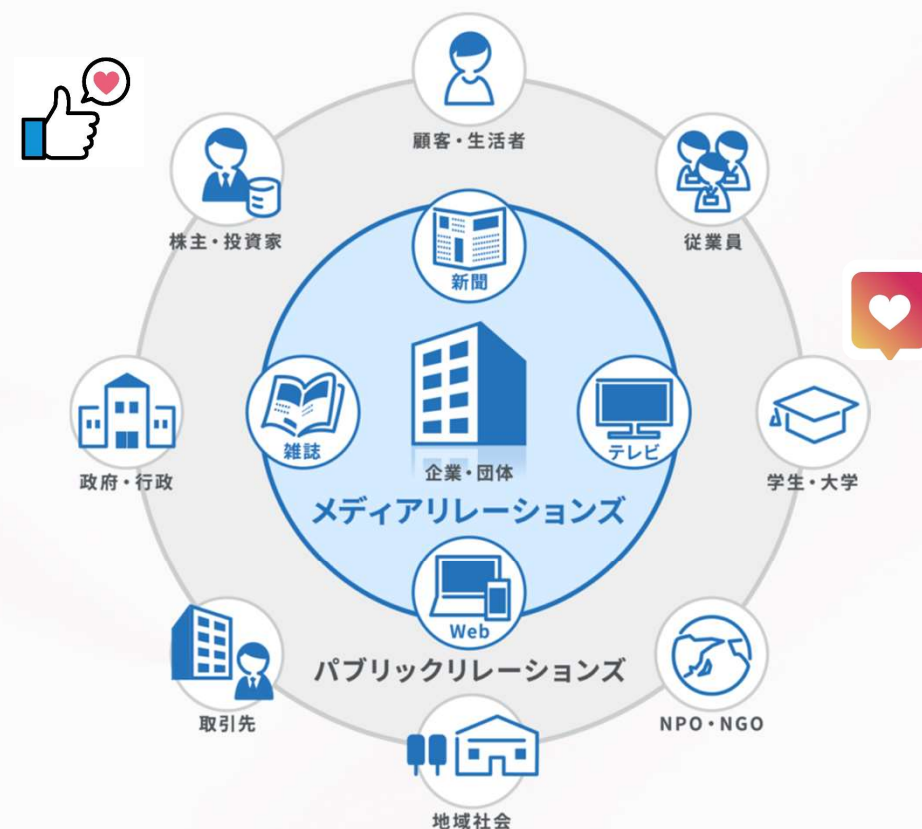 顧客・生活者
株主・投資家
従業員
新聞
雑誌
テレビ
企業・団体
政府・行政
学生・大学
メディアリレーションズ
Web
パブリックリレーションズ
取引先
NPO・NGO
地域社会